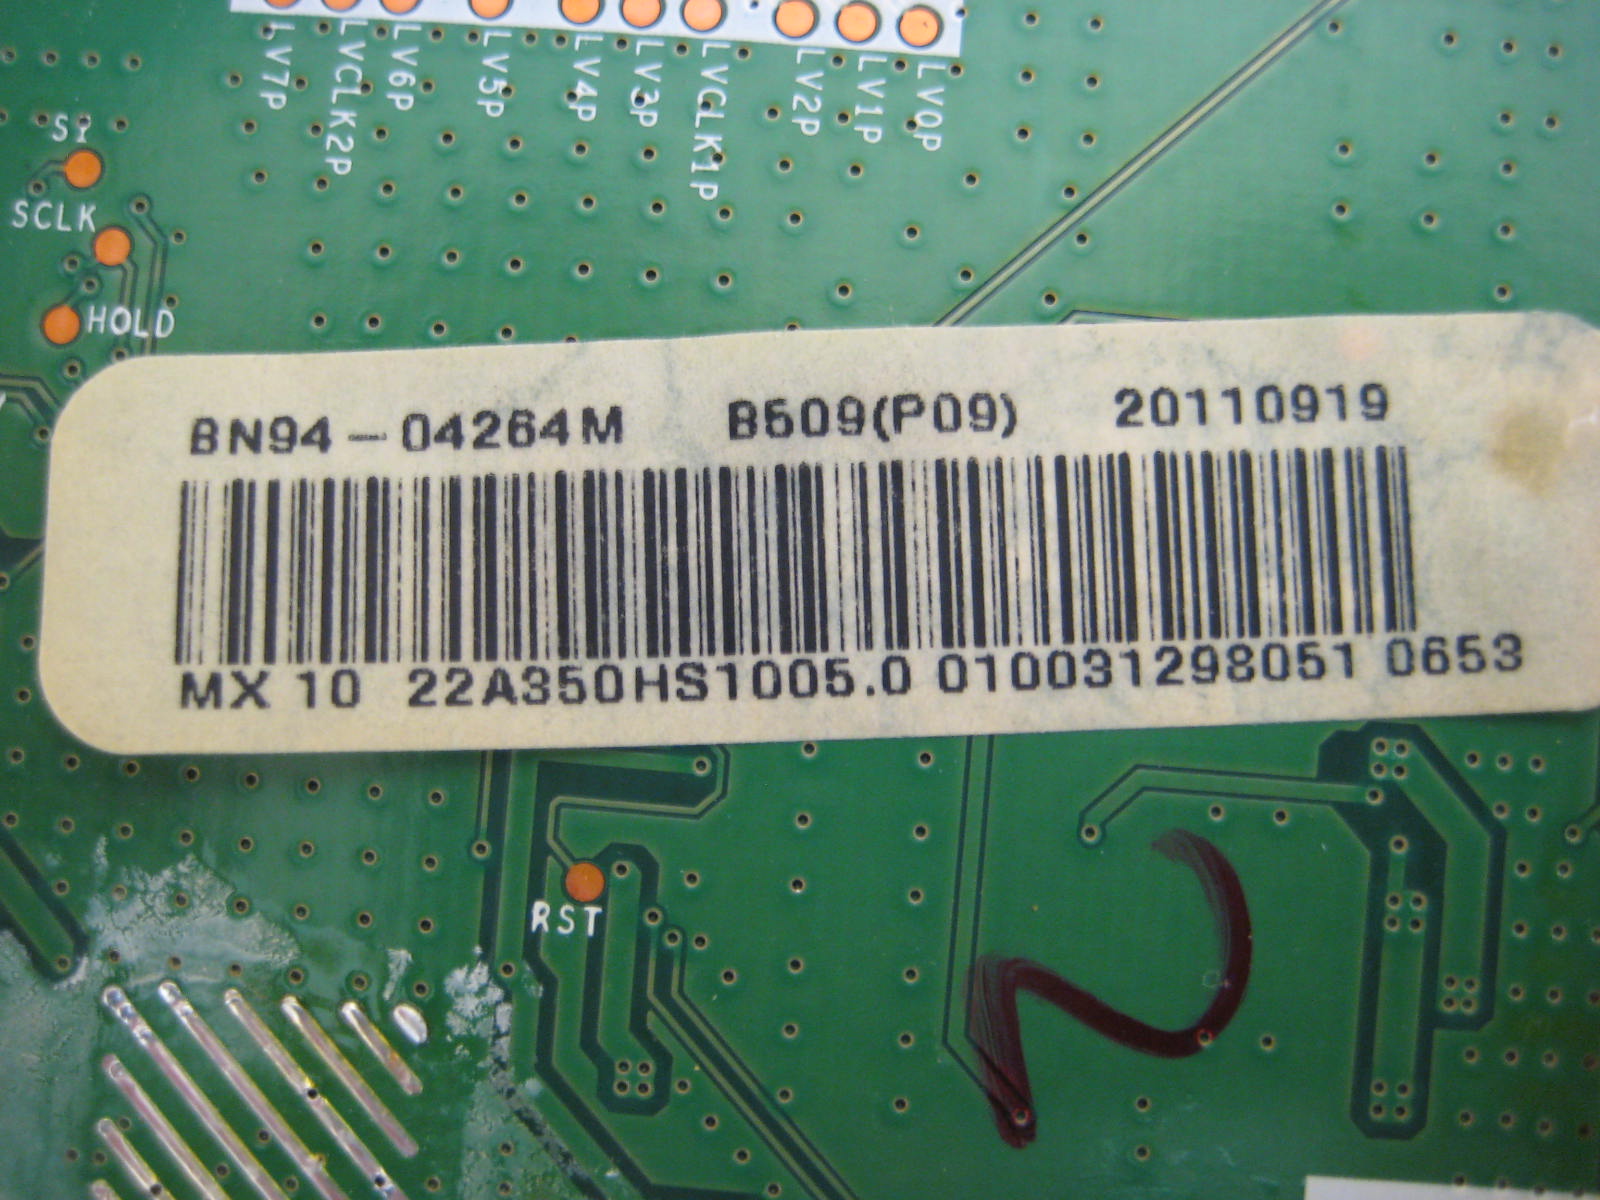 LV7P
LVCLK2P
LV6P
LV5P
LV4P
LV3P
LVCLK1P
LV2P
LV1P
LV0P
SI
SCLK
HOLD
BN94-04264M B509(P09) 20110919
MX 10 22A350HS1005.0 010031298051 0653
RST
2